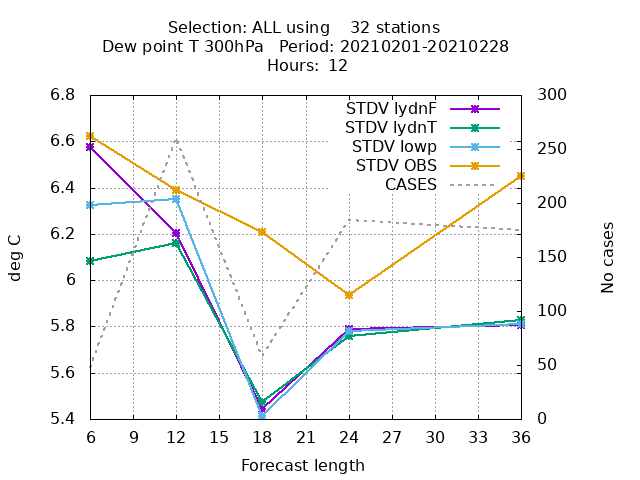 Selection: ALL using    32 stations
Dew point T 300hPa   Period: 20210201-20210228
Hours:  12
STDV IydnF
STDV IydnT
STDV Iowp
STDV OBS
CASES
deg C
No cases
6.8
6.6
6.4
6.2
6
5.8
5.6
5.4
300
250
200
150
100
50
0
6 9 12 15 18 21 24 27 30 33 36
Forecast length